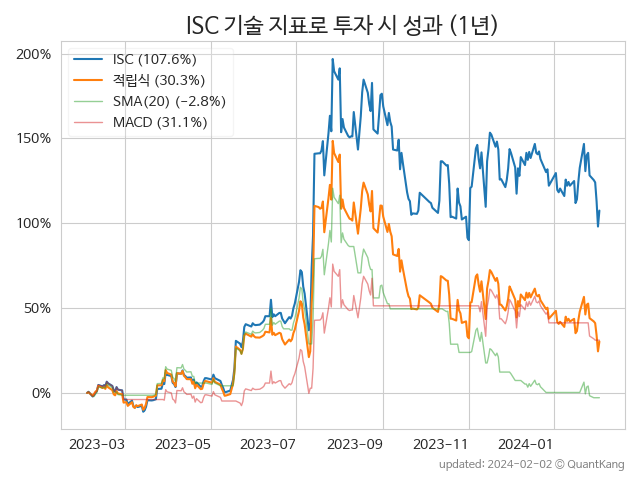 ISC 기술 지표로 투자 시 성과 (1년)
200%
150%
100%
50%
0%
ISC (107.6%)
적립식 (30.3%)
SMA(20) (−2.8%)
MACD (31.1%)
2023-03 2023-05 2023-07 2023-09 2023-11 2024-01
updated: 2024-02-02 © QuantKang